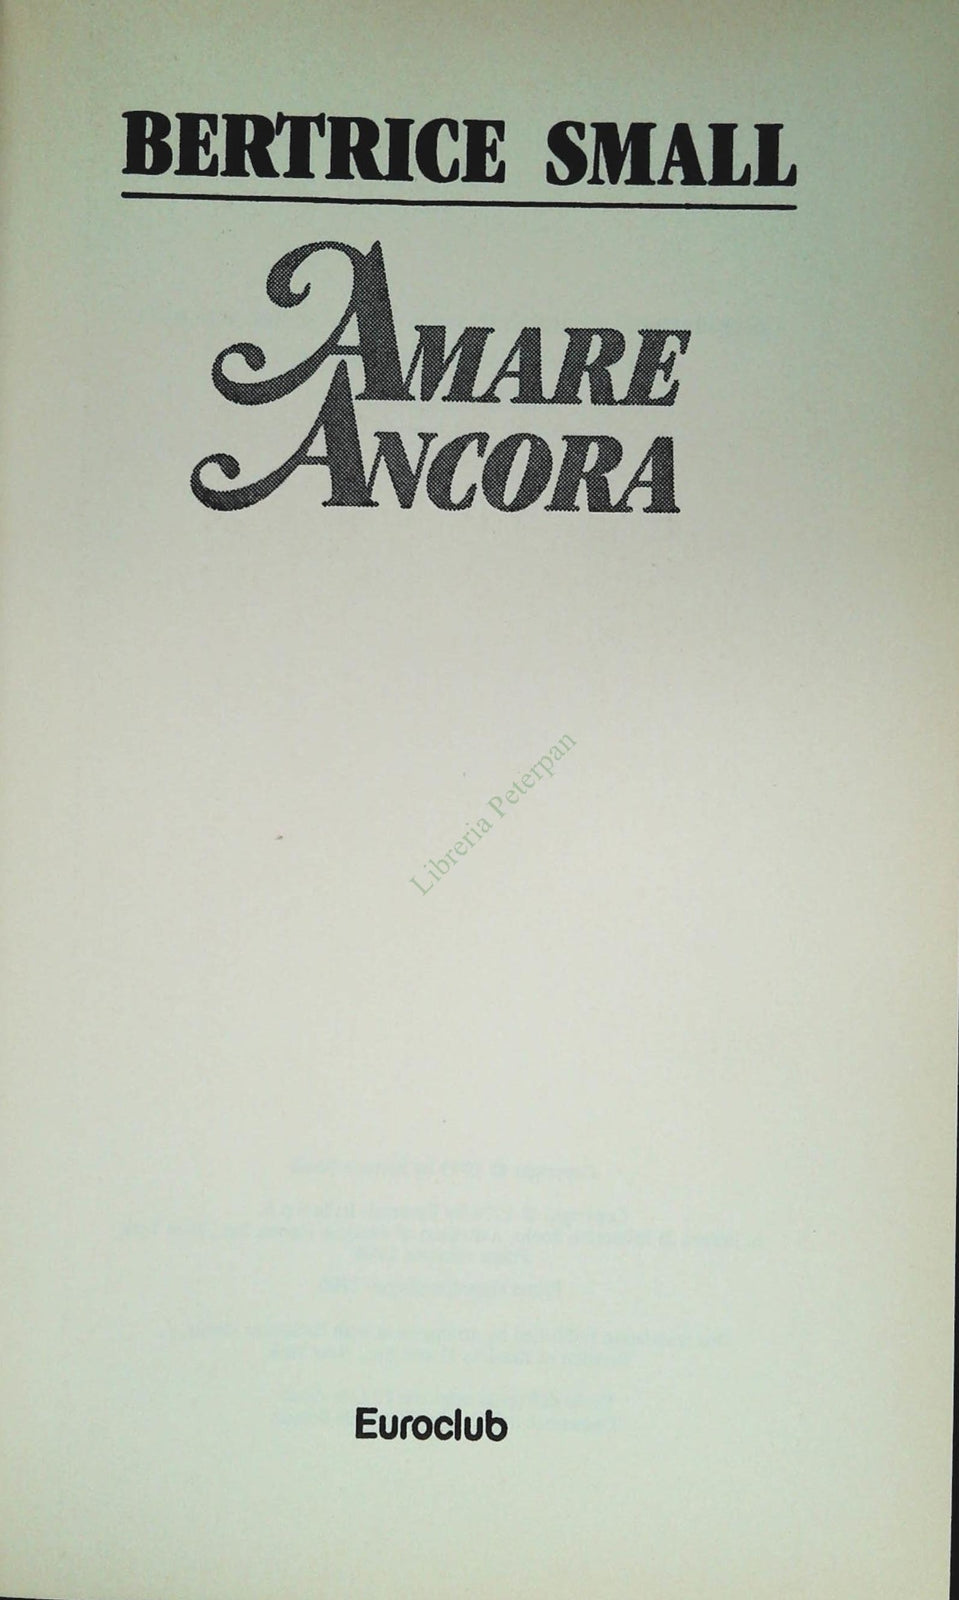 BERTRICE SMALL
AMARE
ANCORA
Libreria Peterpan
Euroclub